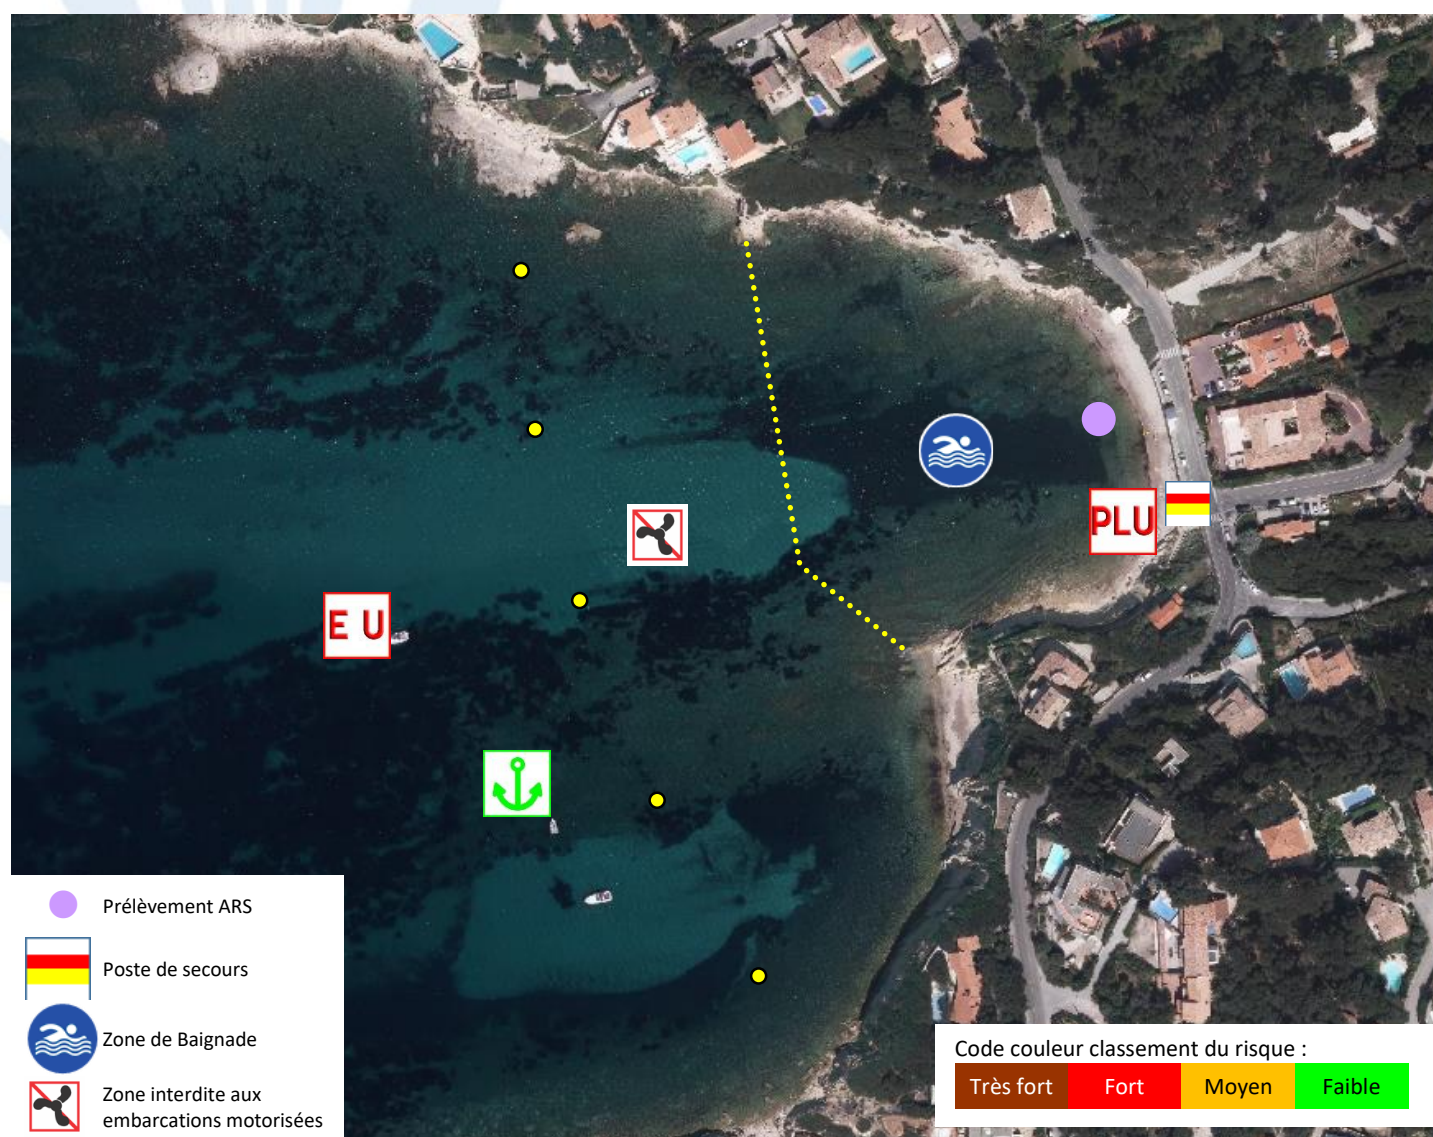 PLU
E U
Prélèvement ARS
Poste de secours
Zone de Baignade
Zone interdite aux
embarcations motorisées
Code couleur classement du risque :
Très fort Fort Moyen Faible